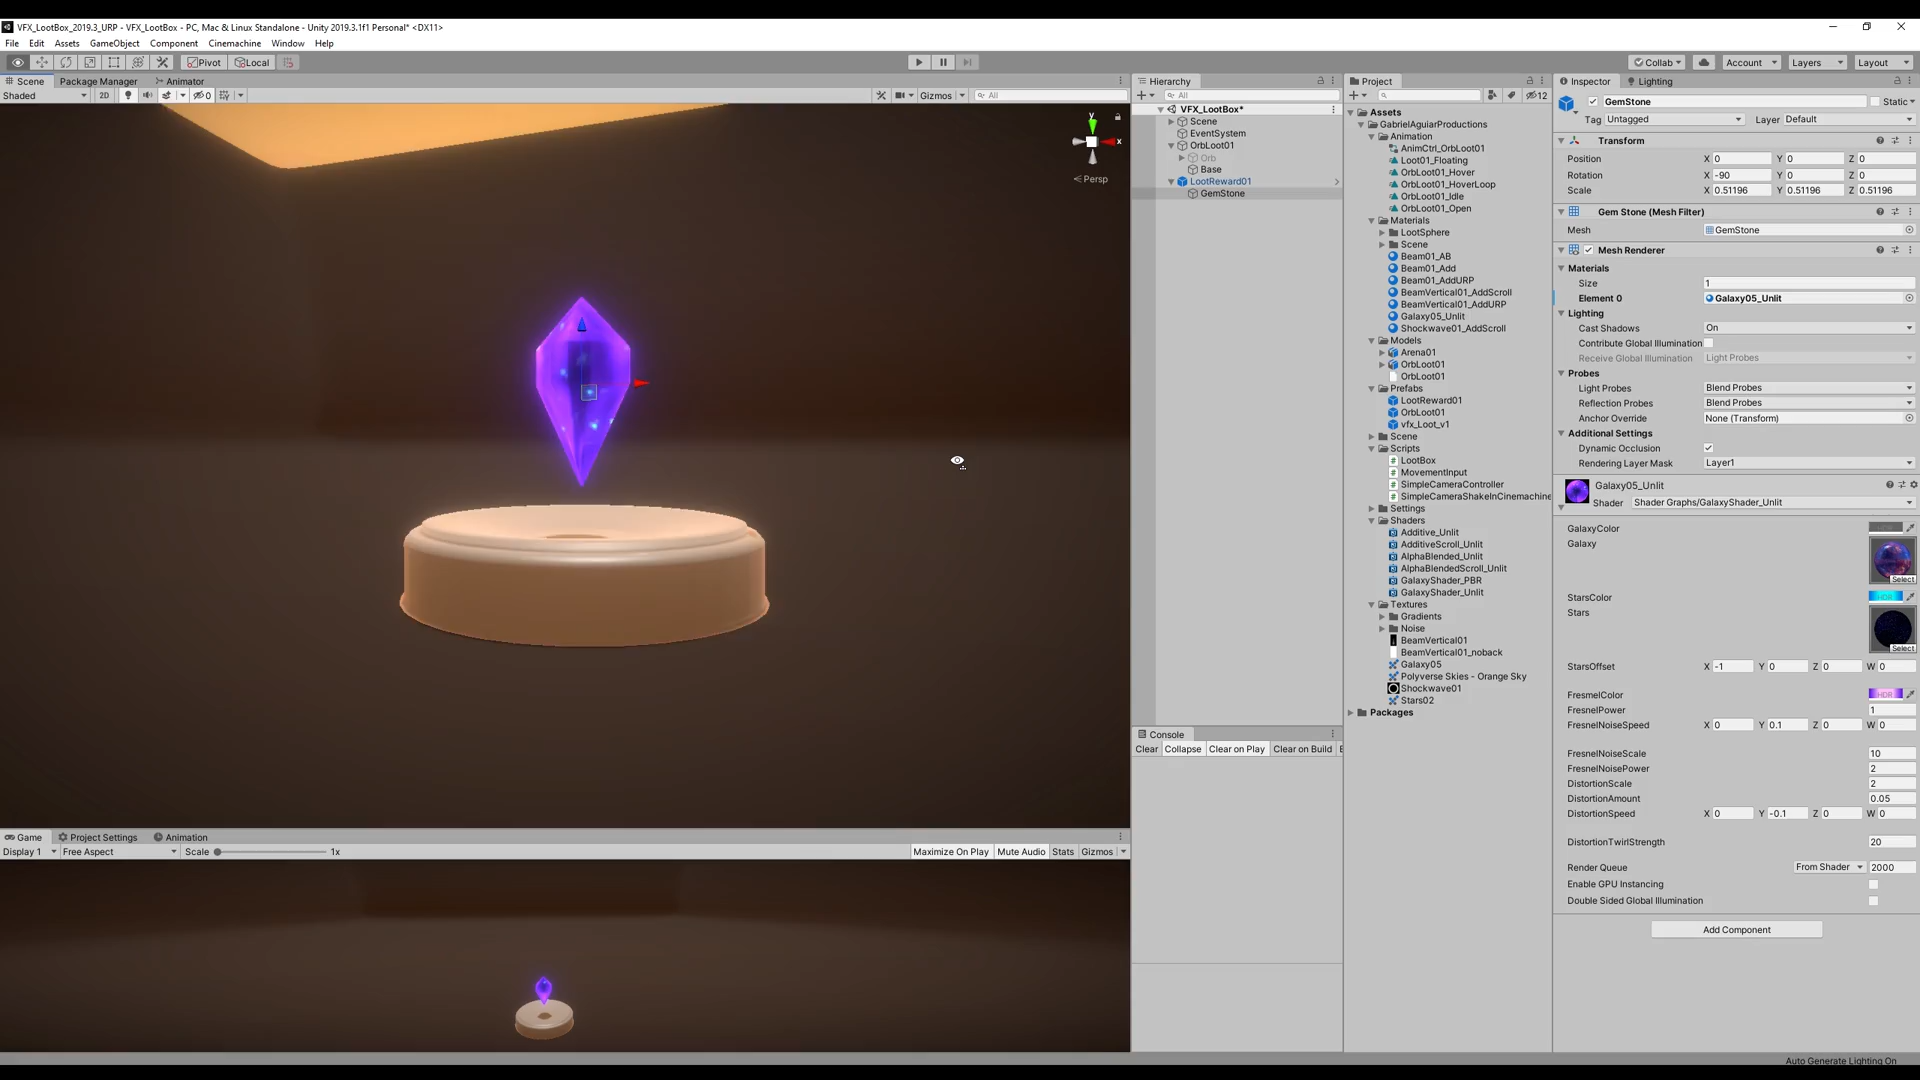 VFX_LootBox_2019.3_URP - VFX_LootBox - PC, Mac & Linux Standalone - Unity 2019.3.1f1 Personal* <DX11>
File Edit Assets GameObject Component Cinemachine Window Help
Pivot Local
Collab Account Layers Layout
Scene Package Manager Animator
Shaded 2D 0 Gizmos All
y
x
Persp
Game Project Settings Animation
Display 1 Free Aspect Scale 1x Maximize On Play Mute Audio Stats Gizmos
Hierarchy
All
VFX_LootBox*
Scene
EventSystem
OrbLoot01
Orb
Base
LootReward01
GemStone
Console
Clear Collapse Clear on Play Clear on Build E
Project
12
Assets
GabrielAguiarProductions
Animation
AnimCtrl_OrbLoot01
Loot01_Floating
OrbLoot01_Hover
OrbLoot01_HoverLoop
OrbLoot01_Idle
OrbLoot01_Open
Materials
LootSphere
Scene
Beam01_AB
Beam01_Add
Beam01_AddURP
BeamVertical01_AddScroll
BeamVertical01_AddURP
Galaxy05_Unlit
Shockwave01_AddScroll
Models
Arena01
OrbLoot01
OrbLoot01
Prefabs
LootReward01
OrbLoot01
vfx_Loot_v1
Scene
Scripts
LootBox
MovementInput
SimpleCameraController
SimpleCameraShakeInCinemachine
Settings
Shaders
Additive_Unlit
AdditiveScroll_Unlit
AlphaBlended_Unlit
AlphaBlendedScroll_Unlit
GalaxyShader_PBR
GalaxyShader_Unlit
Textures
Gradients
Noise
BeamVertical01
BeamVertical01_noback
Galaxy05
Polyverse Skies - Orange Sky
Shockwave01
Stars02
Packages
Inspector Lighting
GemStone Static
Tag Untagged Layer Default
Transform
Position X 0 Y 0 Z 0
Rotation X -90 Y 0 Z 0
Scale X 0.51196 Y 0.51196 Z 0.51196
Gem Stone (Mesh Filter)
Mesh GemStone
Mesh Renderer
Materials
Size 1
Element 0 Galaxy05_Unlit
Lighting
Cast Shadows On
Contribute Global Illumination
Receive Global Illumination Light Probes
Probes
Light Probes Blend Probes
Reflection Probes Blend Probes
Anchor Override None (Transform)
Additional Settings
Dynamic Occlusion
Rendering Layer Mask Layer1
Galaxy05_Unlit
Shader Shader Graphs/GalaxyShader_Unlit
GalaxyColor HDR
Galaxy
Select
StarsColor HDR
Stars
Select
StarsOffset X -1 Y 0 Z 0 W 0
FresmelColor HDR
FresnelPower 1
FresnelNoiseSpeed X 0 Y 0.1 Z 0 W 0
FresnelNoiseScale 10
FresnelNoisePower 2
DistortionScale 2
DistortionAmount 0.05
DistortionSpeed X 0 Y -0.1 Z 0 W 0
DistortionTwirlStrength 20
Render Queue From Shader 2000
Enable GPU Instancing
Double Sided Global Illumination
Add Component
Auto Generate Lighting On